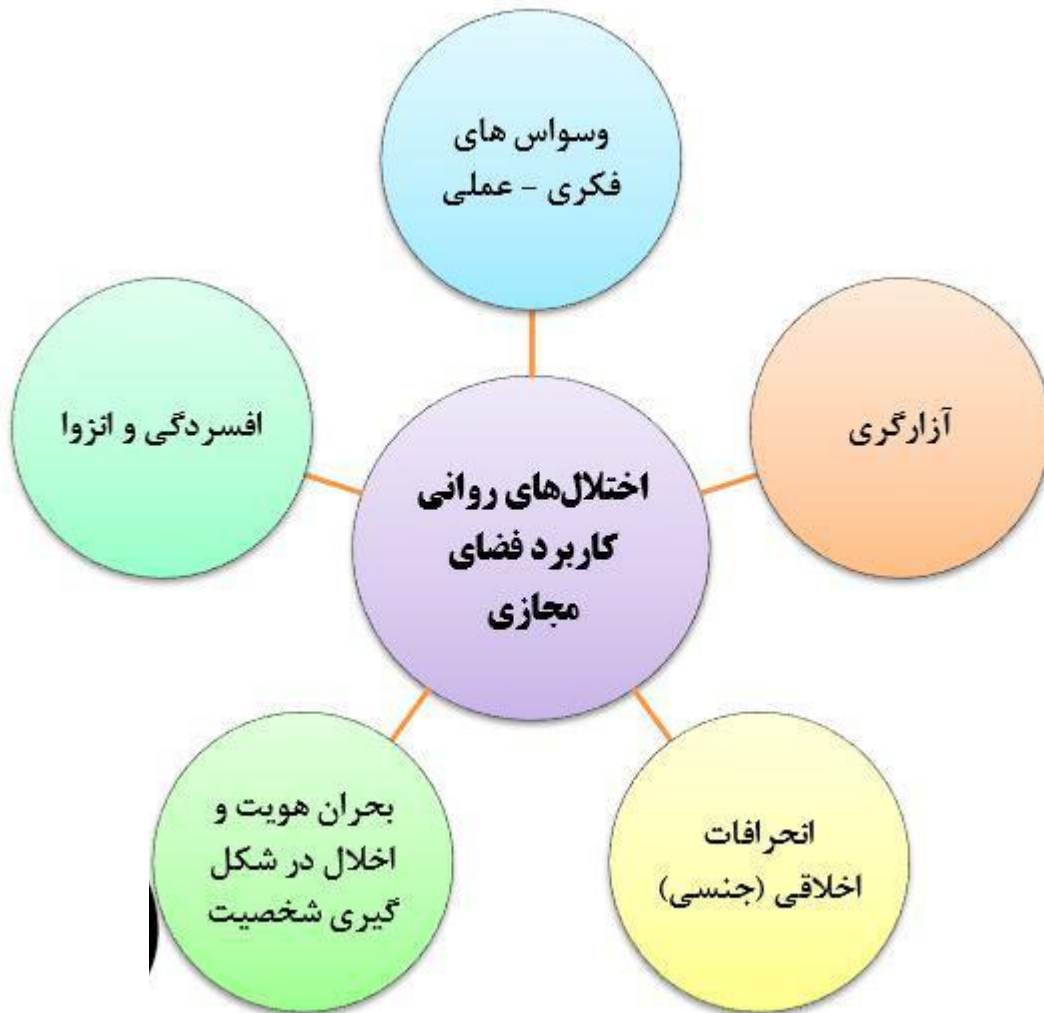 وسواس های
فکری - عملی
آزارگری
افسردگی و انزوا
اختلال‌های روانی
کاربرد فضای
مجازی
انحرافات
اخلاقی (جنسی)
بحران هویت و
اخلال در شکل
گیری شخصیت